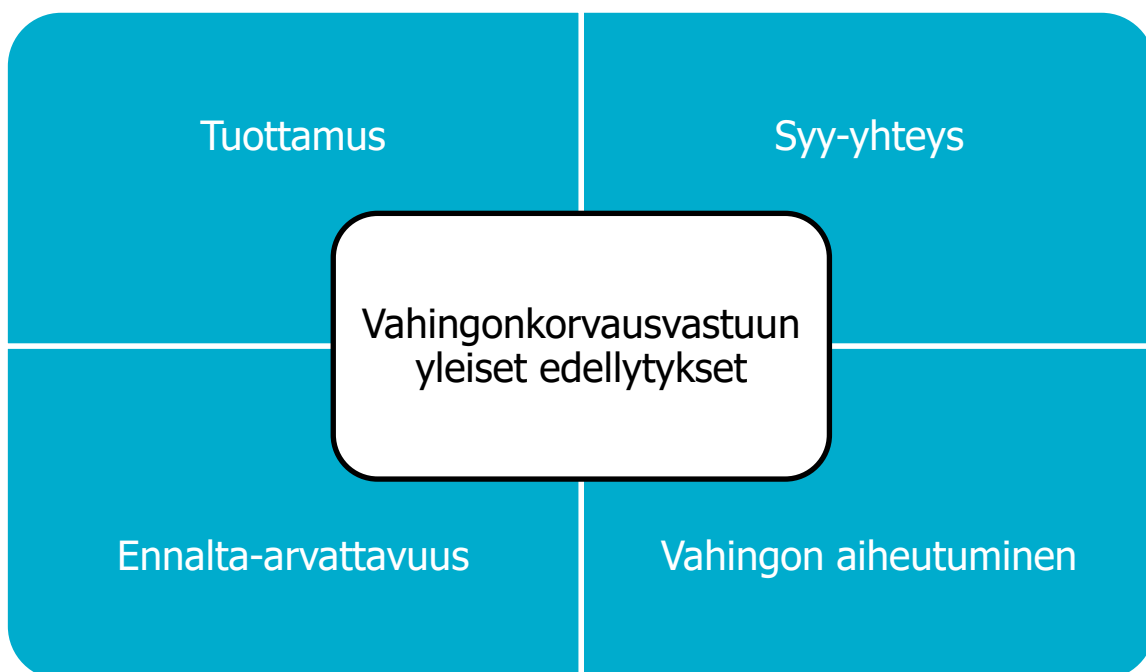 Tuottamus
Syy-yhteys
Vahingonkorvausvastuun
yleiset edellytykset
Ennalta-arvattavuus
Vahingon aiheutuminen